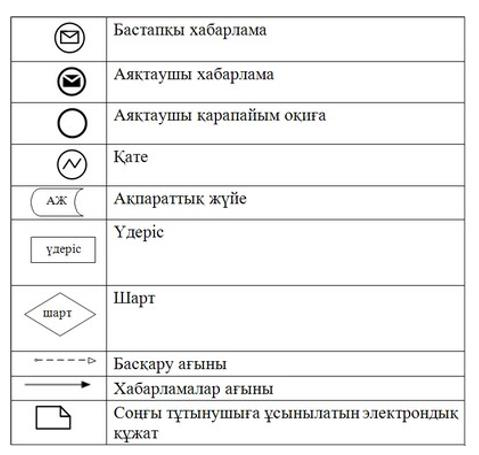 Бастапқы хабарлама
Аяқтаушы хабарлама
Аяқтаушы қарапайым оқиға
Қате
АЖ
Ақпараттық жүйе
Үдеріс
үдеріс
Шарт
шарт
Басқару ағыны
Хабарламалар ағыны
Соңғы тұтынушыға ұсынылатын электрондық
құжат